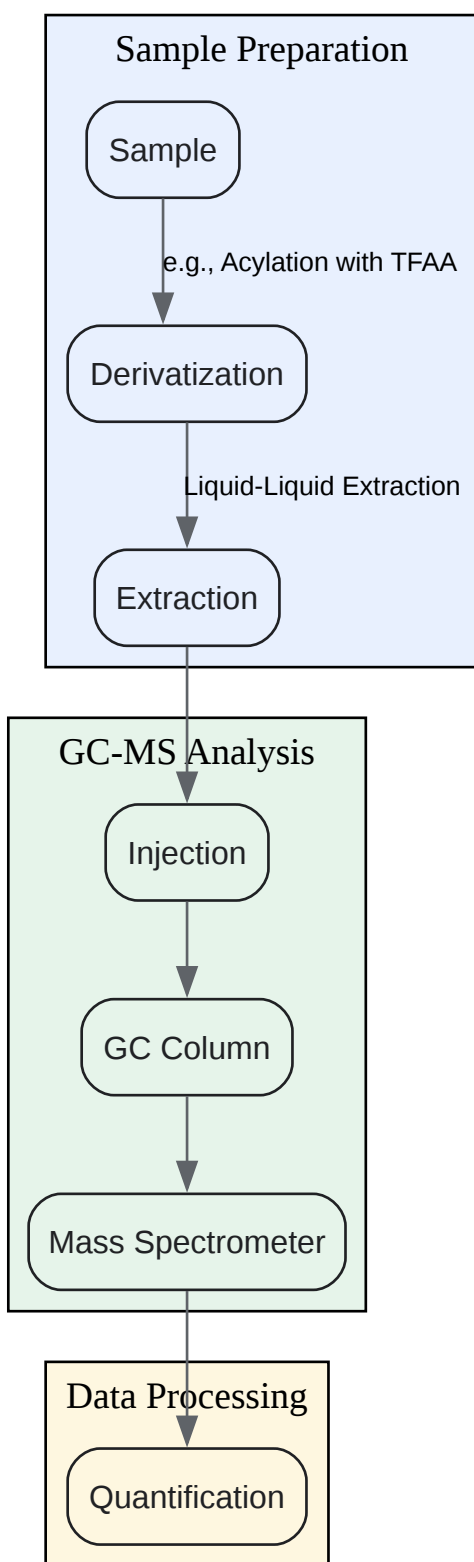 Sample Preparation
Sample
e.g., Acylation with TFAA
Derivatization
Liquid-Liquid Extraction
Extraction
GC-MS Analysis
Injection
GC Column
Mass Spectrometer
Data Processing
Quantification